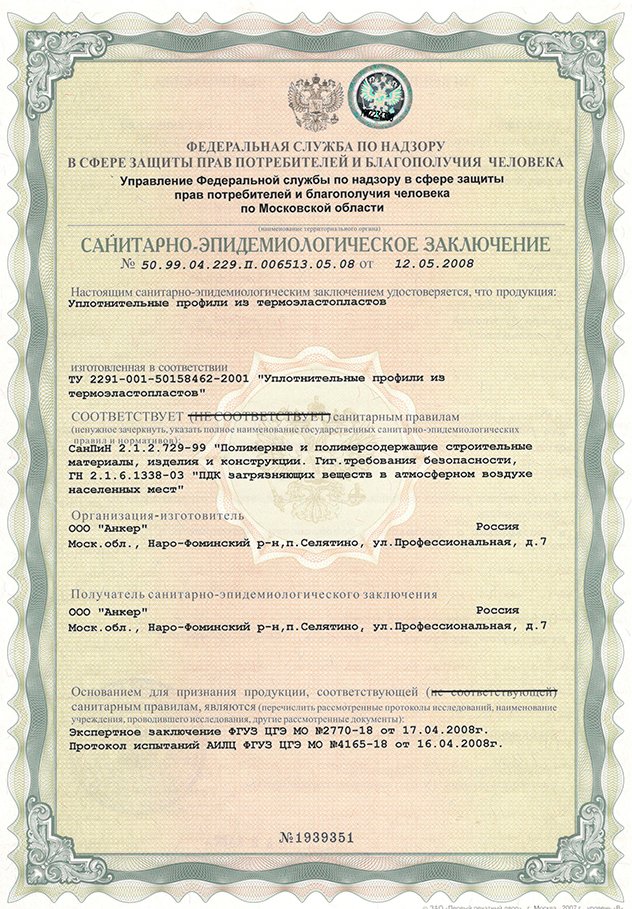 ФЕДЕРАЛЬНАЯ СЛУЖБА ПО НАДЗОРУ
В СФЕРЕ ЗАЩИТЫ ПРАВ ПОТРЕБИТЕЛЕЙ И БЛАГОПОЛУЧИЯ ЧЕЛОВЕКА
Управление Федеральной службы по надзору в сфере защиты
прав потребителей и благополучия человека
по Московской области
(наименование территориального органа)
САНИТАРНО-ЭПИДЕМИОЛОГИЧЕСКОЕ ЗАКЛЮЧЕНИЕ
№ 50.99.04.229.П.006513.05.08 от 12.05.2008
Настоящим санитарно-эпидемиологическим заключением удостоверяется, что продукция:
Уплотнительные профили из термоэластопластов
изготовленная в соответствии
ТУ 2291-001-50158462-2001 "Уплотнительные профили из
термоэластопластов"
СООТВЕТСТВУЕТ (НЕ СООТВЕТСТВУЕТ) санитарным правилам
(ненужное зачеркнуть, указать полное наименование государственных санитарно-эпидемиологических
правил и нормативов):
СанПиН 2.1.2.729-99 "Полимерные и полимерсодержащие строительные
материалы, изделия и конструкции. Гиг.требования безопасности,
ГН 2.1.6.1338-03 "ПДК загрязняющих веществ в атмосферном воздухе
населенных мест"
Организация-изготовитель
ООО "Анкер" Россия
Моск.обл., Наро-Фоминский р-н,п.Селятино, ул.Профессиональная, д.7
Получатель санитарно-эпидемиологического заключения
ООО "Анкер" Россия
Моск.обл., Наро-Фоминский р-н,п.Селятино, ул.Профессиональная, д.7
Основанием для признания продукции, соответствующей (не соответствующей)
санитарным правилам, являются (перечислить рассмотренные протоколы исследований, наименование
учреждения, проводившего исследования, другие рассмотренные документы):
Экспертное заключение ФГУЗ ЦГЭ МО №2770-18 от 17.04.2008г.
Протокол испытаний АИЛЦ ФГУЗ ЦГЭ МО №4165-18 от 16.04.2008г.
№1939351